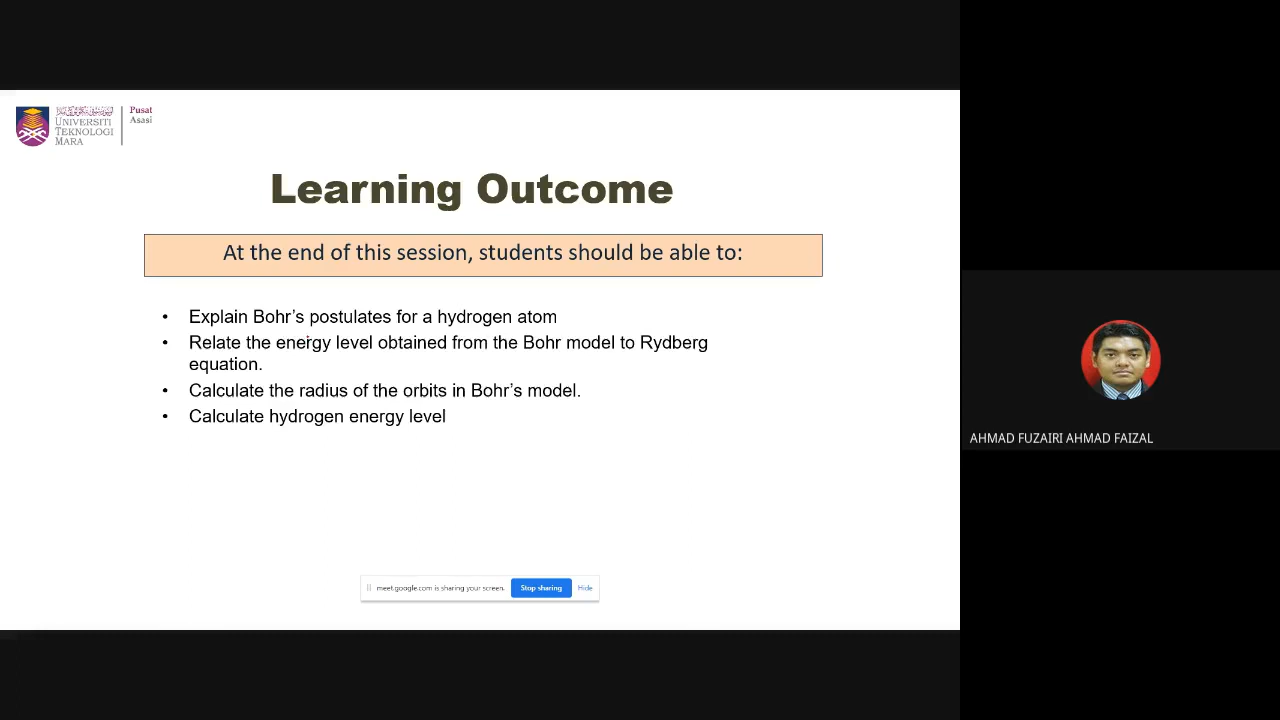 UNIVERSITI
TEKNOLOGI
MARA
Pusat
Asasi
Learning Outcome
At the end of this session, students should be able to:
• Explain Bohr's postulates for a hydrogen atom
• Relate the energy level obtained from the Bohr model to Rydberg
equation.
• Calculate the radius of the orbits in Bohr's model.
• Calculate hydrogen energy level
meet.google.com is sharing your screen. Stop sharing Hide
AHMAD FUZAIRI AHMAD FAIZAL